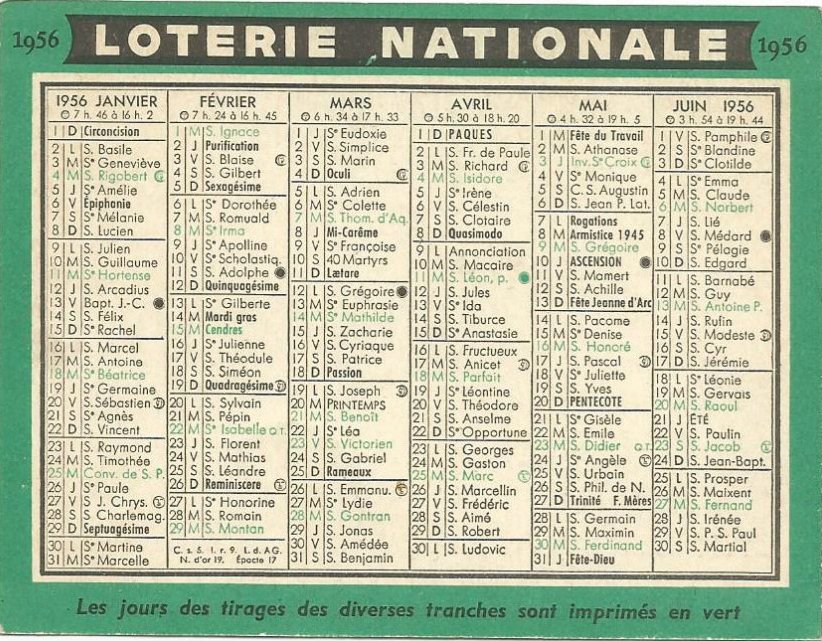 1956 LOTERIE NATIONALE 1956
1956 JANVIER
7 h. 46 à 16 h. 2
1 D Circoncision
2 L S. Basile
3 M Sᵉ Geneviève
4 M S. Rigobert
5 J Sᵉ Amélie
6 V Épiphanie
7 S Sᵉ Mélanie
8 D S. Lucien
9 L S. Julien
10 M S. Guillaume
11 M Sᵉ Hortense
12 J S. Arcadius
13 V Bapt. J.-C.
14 S S. Félix
15 D Sᵉ Rachel
16 L S. Marcel
17 M S. Antoine
18 M Sᵉ Béatrice
19 J Sᵉ Germaine
20 V S. Sébastien
21 S Sᵉ Agnès
22 D S. Vincent
23 L S. Raymond
24 M S. Timothée
25 M Conv. de S. P.
26 J Sᵉ Paule
27 V J. Chrys.
28 S S. Charlemag.
29 D Septuagésime
30 L Sᵉ Martine
31 M Sᵉ Marcelle
FÉVRIER
7 h. 24 à 16 h. 45
1 M S. Ignace
2 J Purification
3 V S. Blaise
4 S S. Gilbert
5 D Sexagésime
6 L Sᵉ Dorothée
7 M S. Romuald
8 M Sᵉ Irma
9 J Sᵉ Apolline
10 V Sᵉ Scholastiq.
11 S S. Adolphe
12 D Quinquagésime
13 L Sᵉ Gilberte
14 M Mardi gras
15 M Cendres
16 J Sᵉ Julienne
17 V S. Théodule
18 S S. Siméon
19 D Quadragésime
20 L S. Sylvain
21 M S. Pépin
22 M Sᵉ Isabelle Q.T.
23 J S. Florent
24 V S. Mathias
25 S S. Léandre
26 D Reminiscere
27 L Sᵉ Honorine
28 M S. Romain
29 M S. Montan
C. s. 5. l. r. 9. L. d. AG.
N. d'or 19. Épacte 17
MARS
6 h. 34 à 17 h. 33
1 J Sᵉ Eudoxie
2 V S. Simplice
3 S S. Marin
4 D Oculi
5 L S. Adrien
6 M Sᵉ Colette
7 M S. Thom. d'Aq.
8 J Mi-Carême
9 V Sᵉ Françoise
10 S 40 Martyrs
11 D Lætare
12 L S. Grégoire
13 M Sᵉ Euphrasie
14 M Sᵉ Mathilde
15 J S. Zacharie
16 V S. Cyriaque
17 S S. Patrice
18 D Passion
19 L S. Joseph
20 M PRINTEMPS
21 M S. Benoît
22 J Sᵉ Léa
23 V S. Victorien
24 S S. Gabriel
25 D Rameaux
26 L S. Emmanu.
27 M Sᵉ Lydie
28 M S. Gontran
29 J S. Jonas
30 V S. Amédée
31 S S. Benjamin
AVRIL
5 h. 30 à 18 h. 20
1 D PAQUES
2 L S. Fr. de Paule
3 M S. Richard
4 M S. Isidore
5 J Sᵉ Irène
6 V S. Célestin
7 S S. Clotaire
8 D Quasimodo
9 L Annonciation
10 M S. Macaire
11 M S. Léon, p.
12 J S. Jules
13 V Sᵉ Ida
14 S S. Tiburce
15 D Sᵉ Anastasie
16 L S. Fructueux
17 M S. Anicet
18 M S. Parfait
19 J Sᵉ Léontine
20 V S. Théodore
21 S S. Anselme
22 D Sᵉ Opportune
23 L S. Georges
24 M S. Gaston
25 M S. Marc
26 J S. Marcellin
27 V S. Frédéric
28 S S. Aimé
29 D S. Robert
30 L S. Ludovic
MAI
4 h. 32 à 19 h. 5
1 M Fête du Travail
2 M S. Athanase
3 J Inv. Sᵉ Croix
4 V Sᵉ Monique
5 S C. S. Augustin
6 D S. Jean P. Lat.
7 L Rogations
8 M Armistice 1945
9 M S. Grégoire
10 J ASCENSION
11 V S. Mamert
12 S S. Achille
13 D Fête Jeanne d'Arc
14 L S. Pacome
15 M Sᵉ Denise
16 M S. Honoré
17 J S. Pascal
18 V Sᵉ Juliette
19 S S. Yves
20 D PENTECOTE
21 L Sᵉ Gisèle
22 M S. Emile
23 M S. Didier Q.T.
24 J Sᵉ Angèle
25 V S. Urbain
26 S S. Phil. de N.
27 D Trinité F. Mères
28 L S. Germain
29 M S. Maximin
30 M S. Ferdinand
31 J Fête-Dieu
JUIN 1956
3 h. 54 à 19 h. 44
1 V S. Pamphile
2 S Sᵉ Blandine
3 D Sᵉ Clotilde
4 L Sᵉ Emma
5 M S. Claude
6 M S. Norbert
7 J S. Lié
8 V S. Médard
9 S Sᵉ Pélagie
10 D S. Edgard
11 L S. Barnabé
12 M S. Guy
13 M S. Antoine P.
14 J S. Rufin
15 V S. Modeste
16 S S. Cyr
17 D S. Jérémie
18 L Sᵉ Léonie
19 M S. Gervais
20 M S. Raoul
21 J ÉTÉ
22 V S. Paulin
23 S S. Jacob
24 D S. Jean-Bapt.
25 L S. Prosper
26 M S. Maixent
27 M S. Fernand
28 J S. Irénée
29 V S. P. S. Paul
30 S S. Martial
Les jours des tirages des diverses tranches sont imprimés en vert